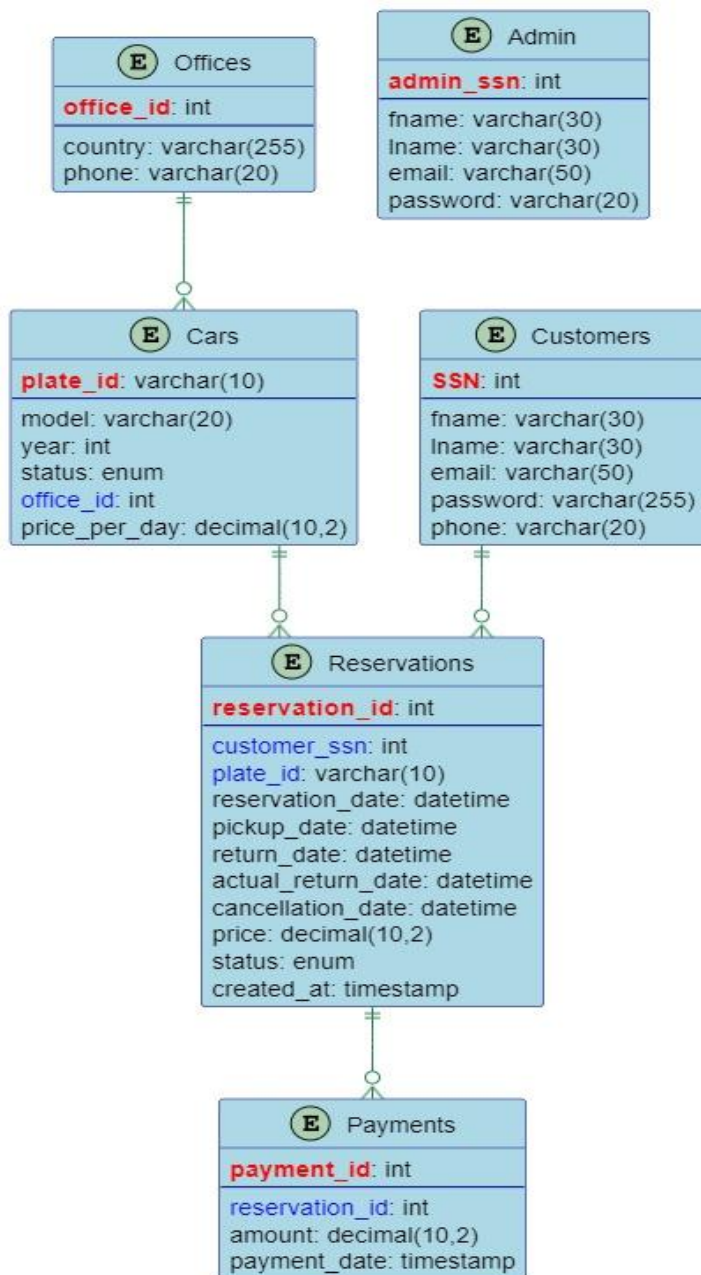 E Offices
office_id: int
country: varchar(255)
phone: varchar(20)
E Admin
admin_ssn: int
fname: varchar(30)
lname: varchar(30)
email: varchar(50)
password: varchar(20)
E Cars
plate_id: varchar(10)
model: varchar(20)
year: int
status: enum
office_id: int
price_per_day: decimal(10,2)
E Customers
SSN: int
fname: varchar(30)
lname: varchar(30)
email: varchar(50)
password: varchar(255)
phone: varchar(20)
E Reservations
reservation_id: int
customer_ssn: int
plate_id: varchar(10)
reservation_date: datetime
pickup_date: datetime
return_date: datetime
actual_return_date: datetime
cancellation_date: datetime
price: decimal(10,2)
status: enum
created_at: timestamp
E Payments
payment_id: int
reservation_id: int
amount: decimal(10,2)
payment_date: timestamp